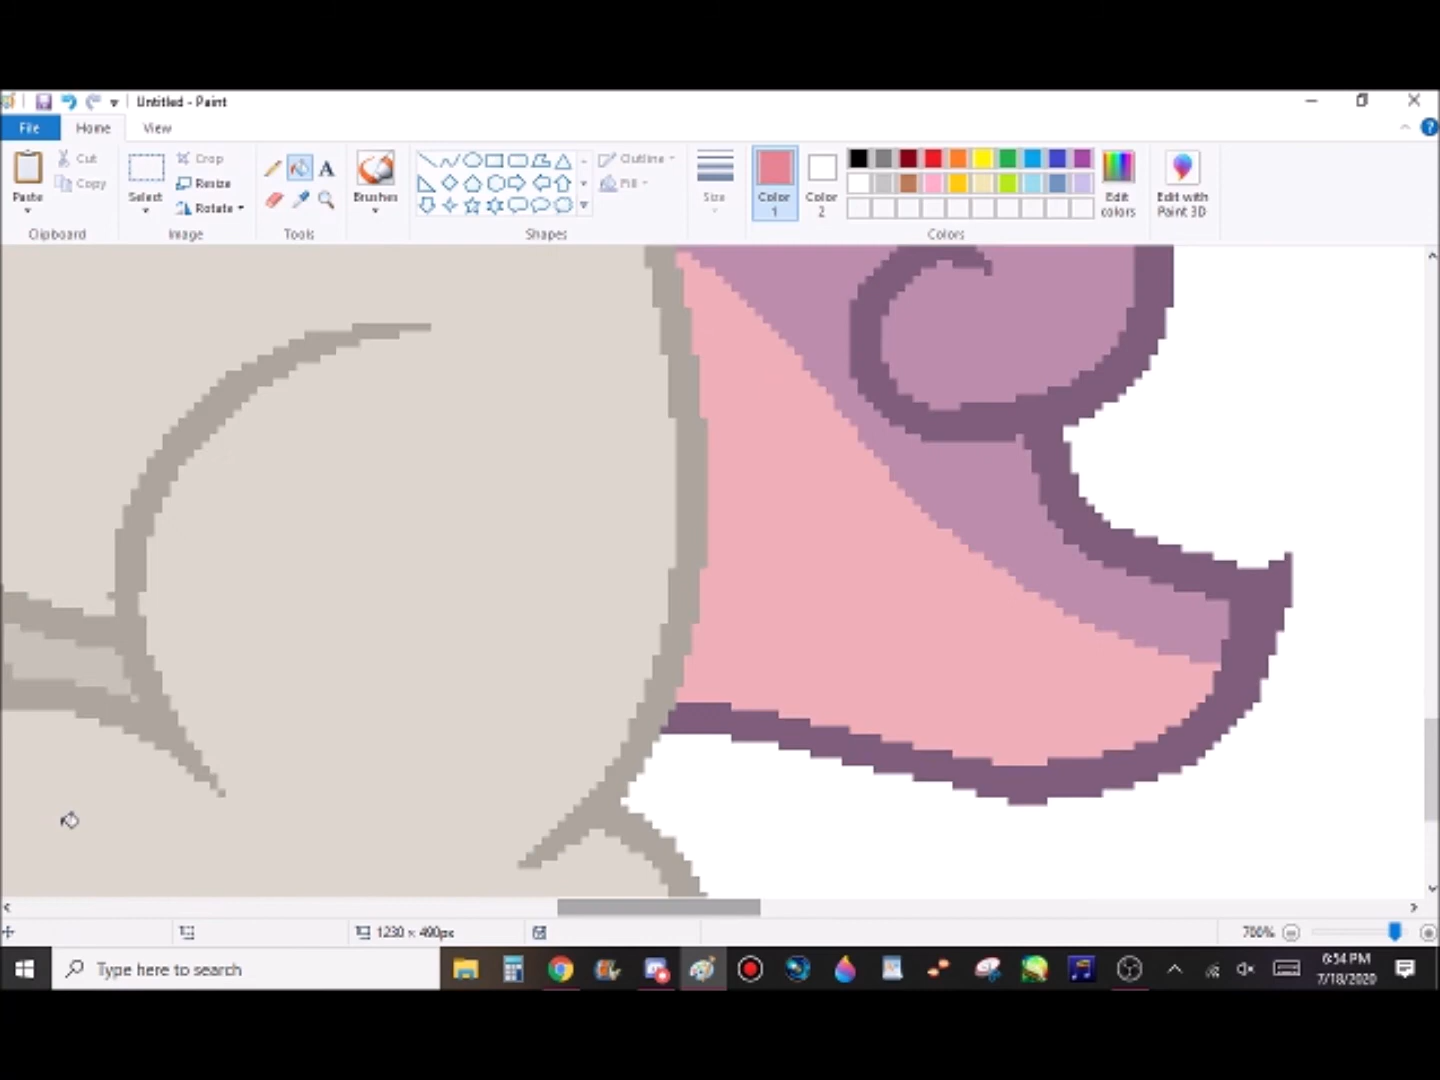 Untitled - Paint
File Home View
Paste
Cut
Copy
Clipboard
Select
Crop
Resize
Rotate
Image
A
Tools
Brushes
Outline
Fill
Shapes
Size
Color 1
Color 2
Edit colors
Colors
Edit with Paint 3D
1230 × 490px
700%
Type here to search
6:54 PM
7/18/2020